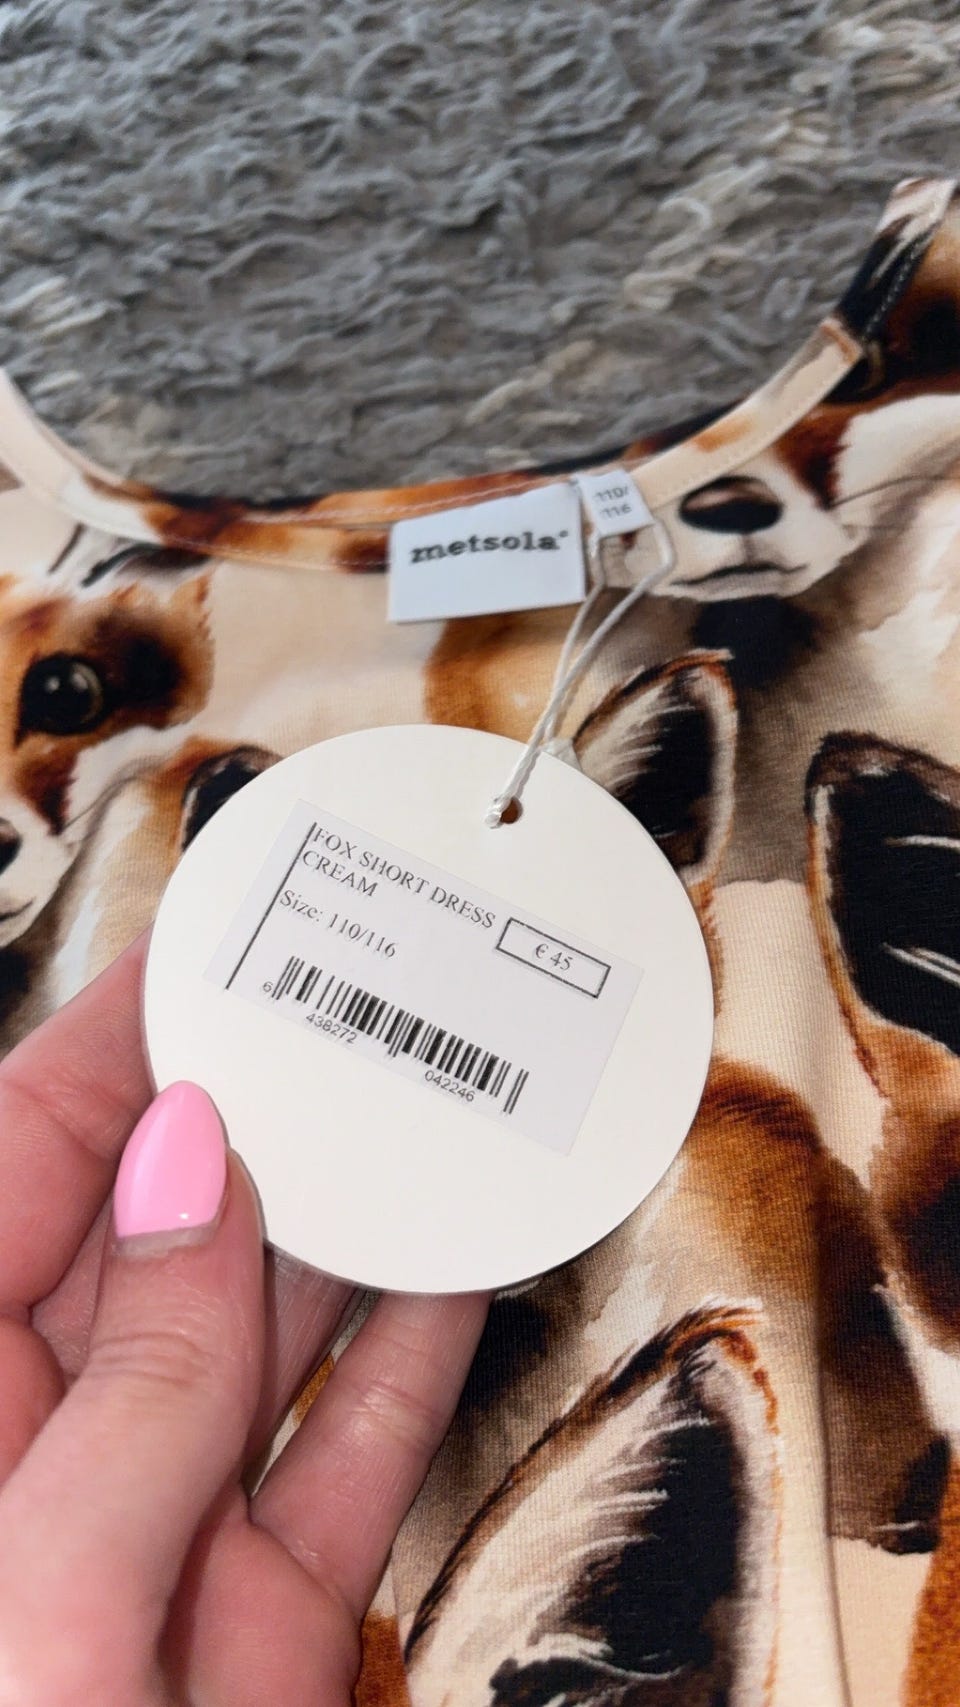 metsola®
110/
116
FOX SHORT DRESS
CREAM
Size: 110/116
€ 45
6
438272
042246